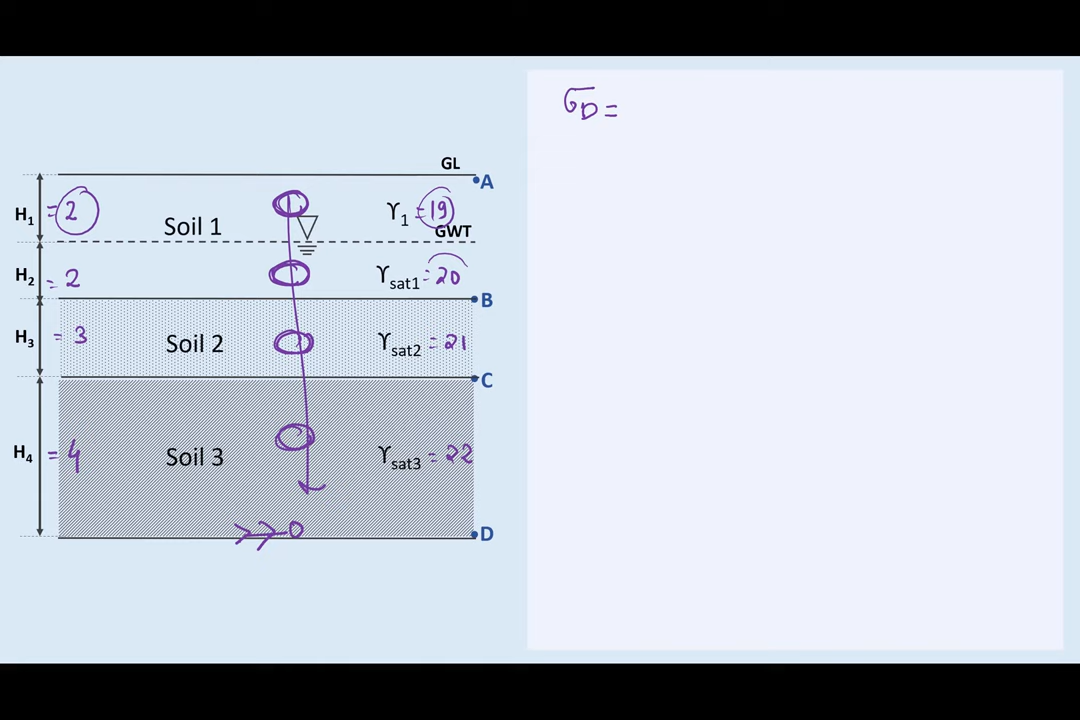 σD =
GL
A
H1 = 2
Soil 1
γ1 = 19
GWT
H2 = 2
γsat1 = 20
B
H3 = 3
Soil 2
γsat2 = 21
C
H4 = 4
Soil 3
γsat3 = 22
D